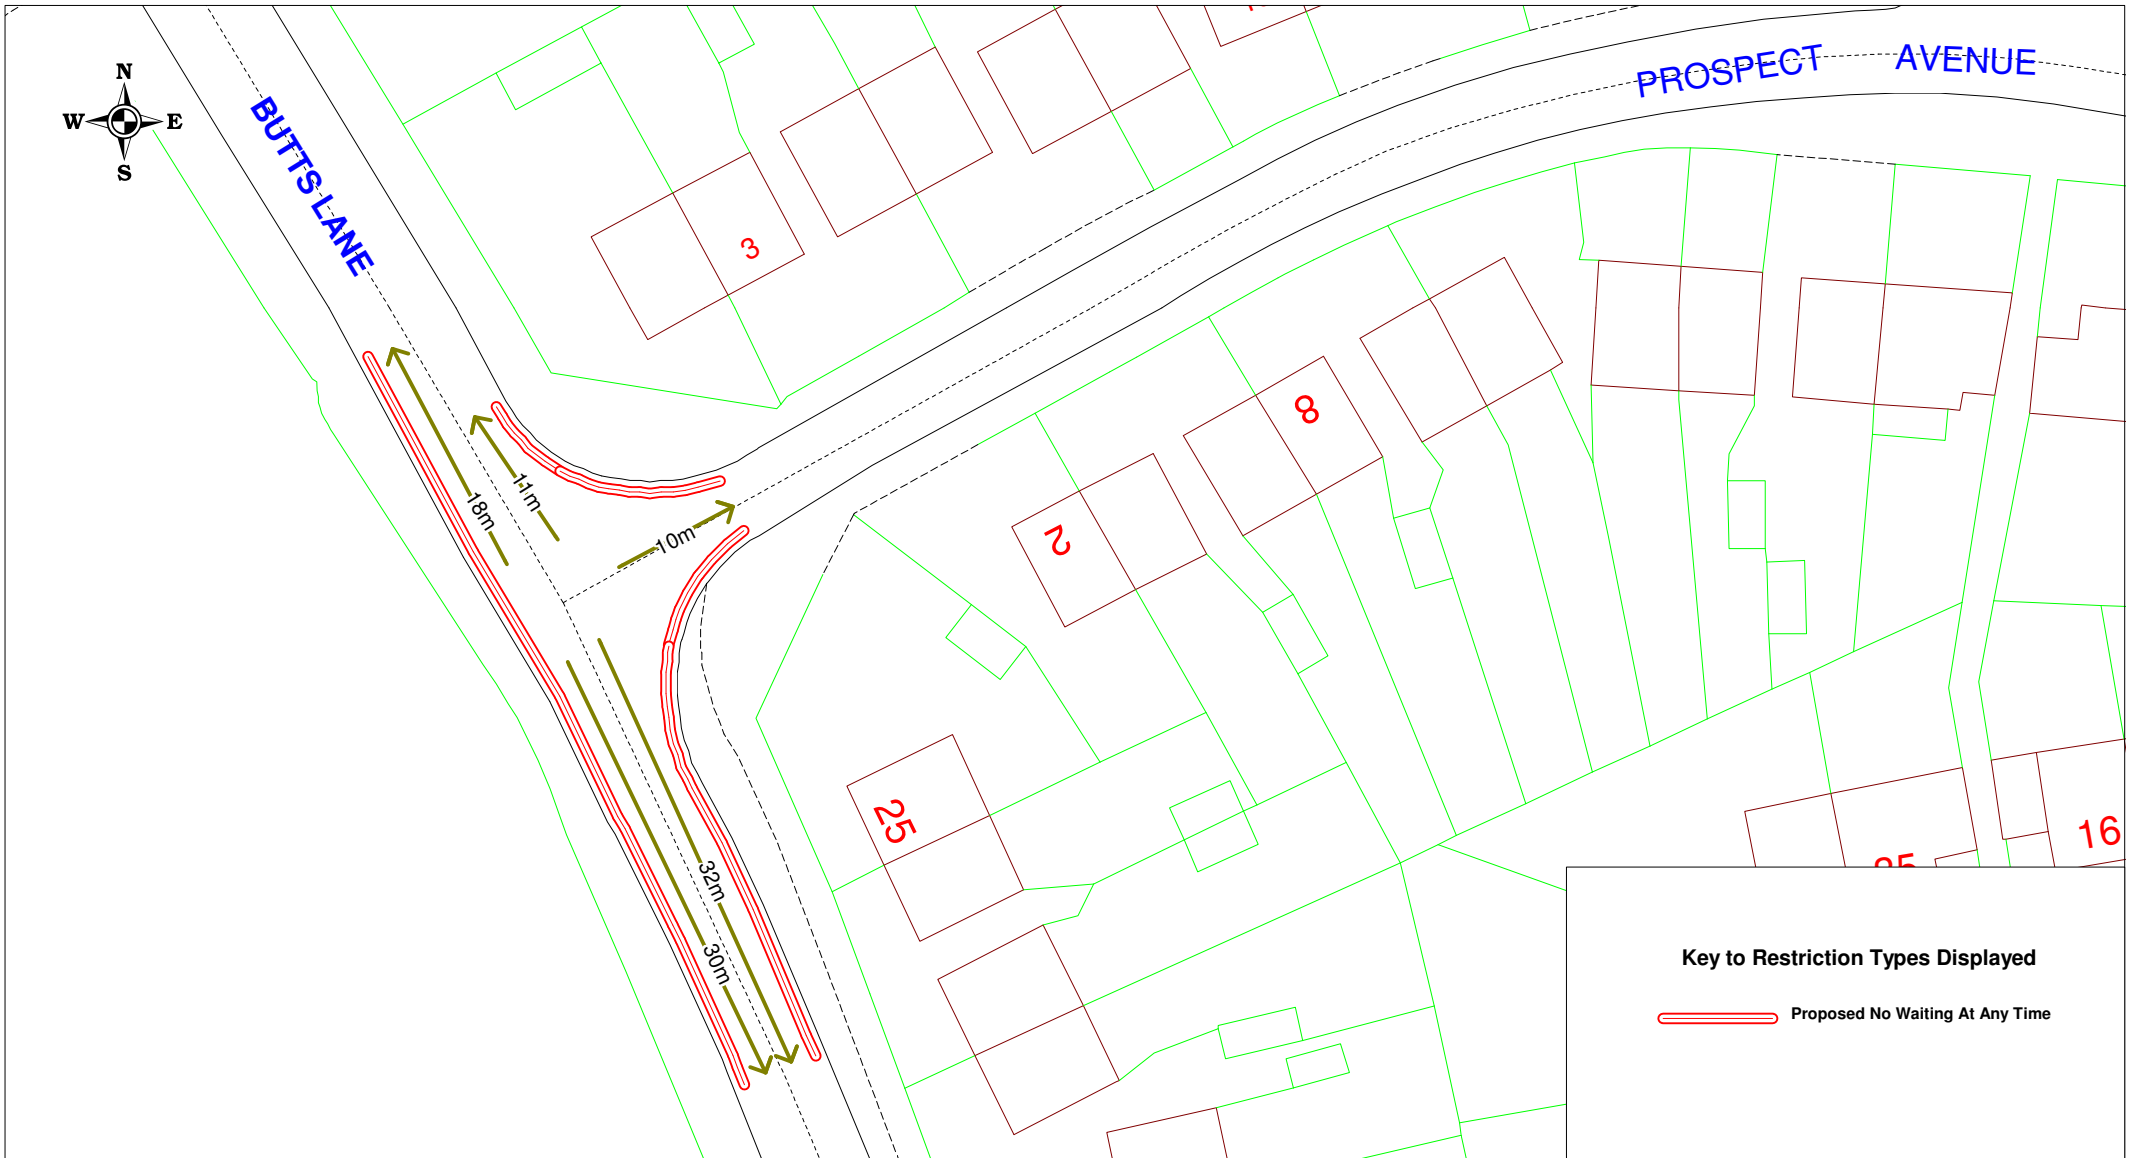 PROSPECT AVENUE
N
W E
S
BUTTS LANE
3
8
2
11m
18m
10m
25
32m
30m
16
Key to Restriction Types Displayed
Proposed No Waiting At Any Time